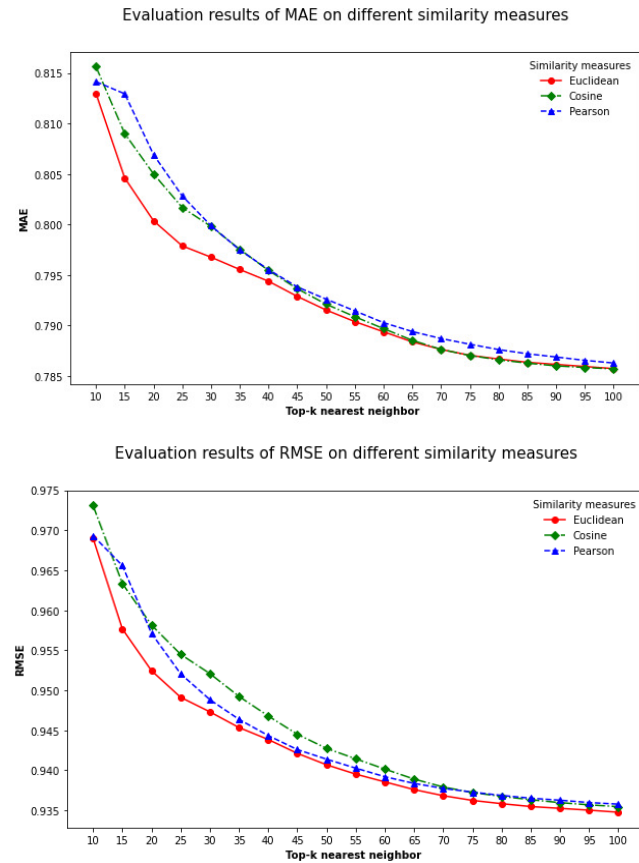 Evaluation results of MAE on different similarity measures
Similarity measures
Euclidean
Cosine
Pearson
0.815
0.810
0.805
0.800
0.795
0.790
0.785
MAE
10 15 20 25 30 35 40 45 50 55 60 65 70 75 80 85 90 95 100
Top-k nearest neighbor
Evaluation results of RMSE on different similarity measures
Similarity measures
Euclidean
Cosine
Pearson
0.975
0.970
0.965
0.960
0.955
0.950
0.945
0.940
0.935
RMSE
10 15 20 25 30 35 40 45 50 55 60 65 70 75 80 85 90 95 100
Top-k nearest neighbor